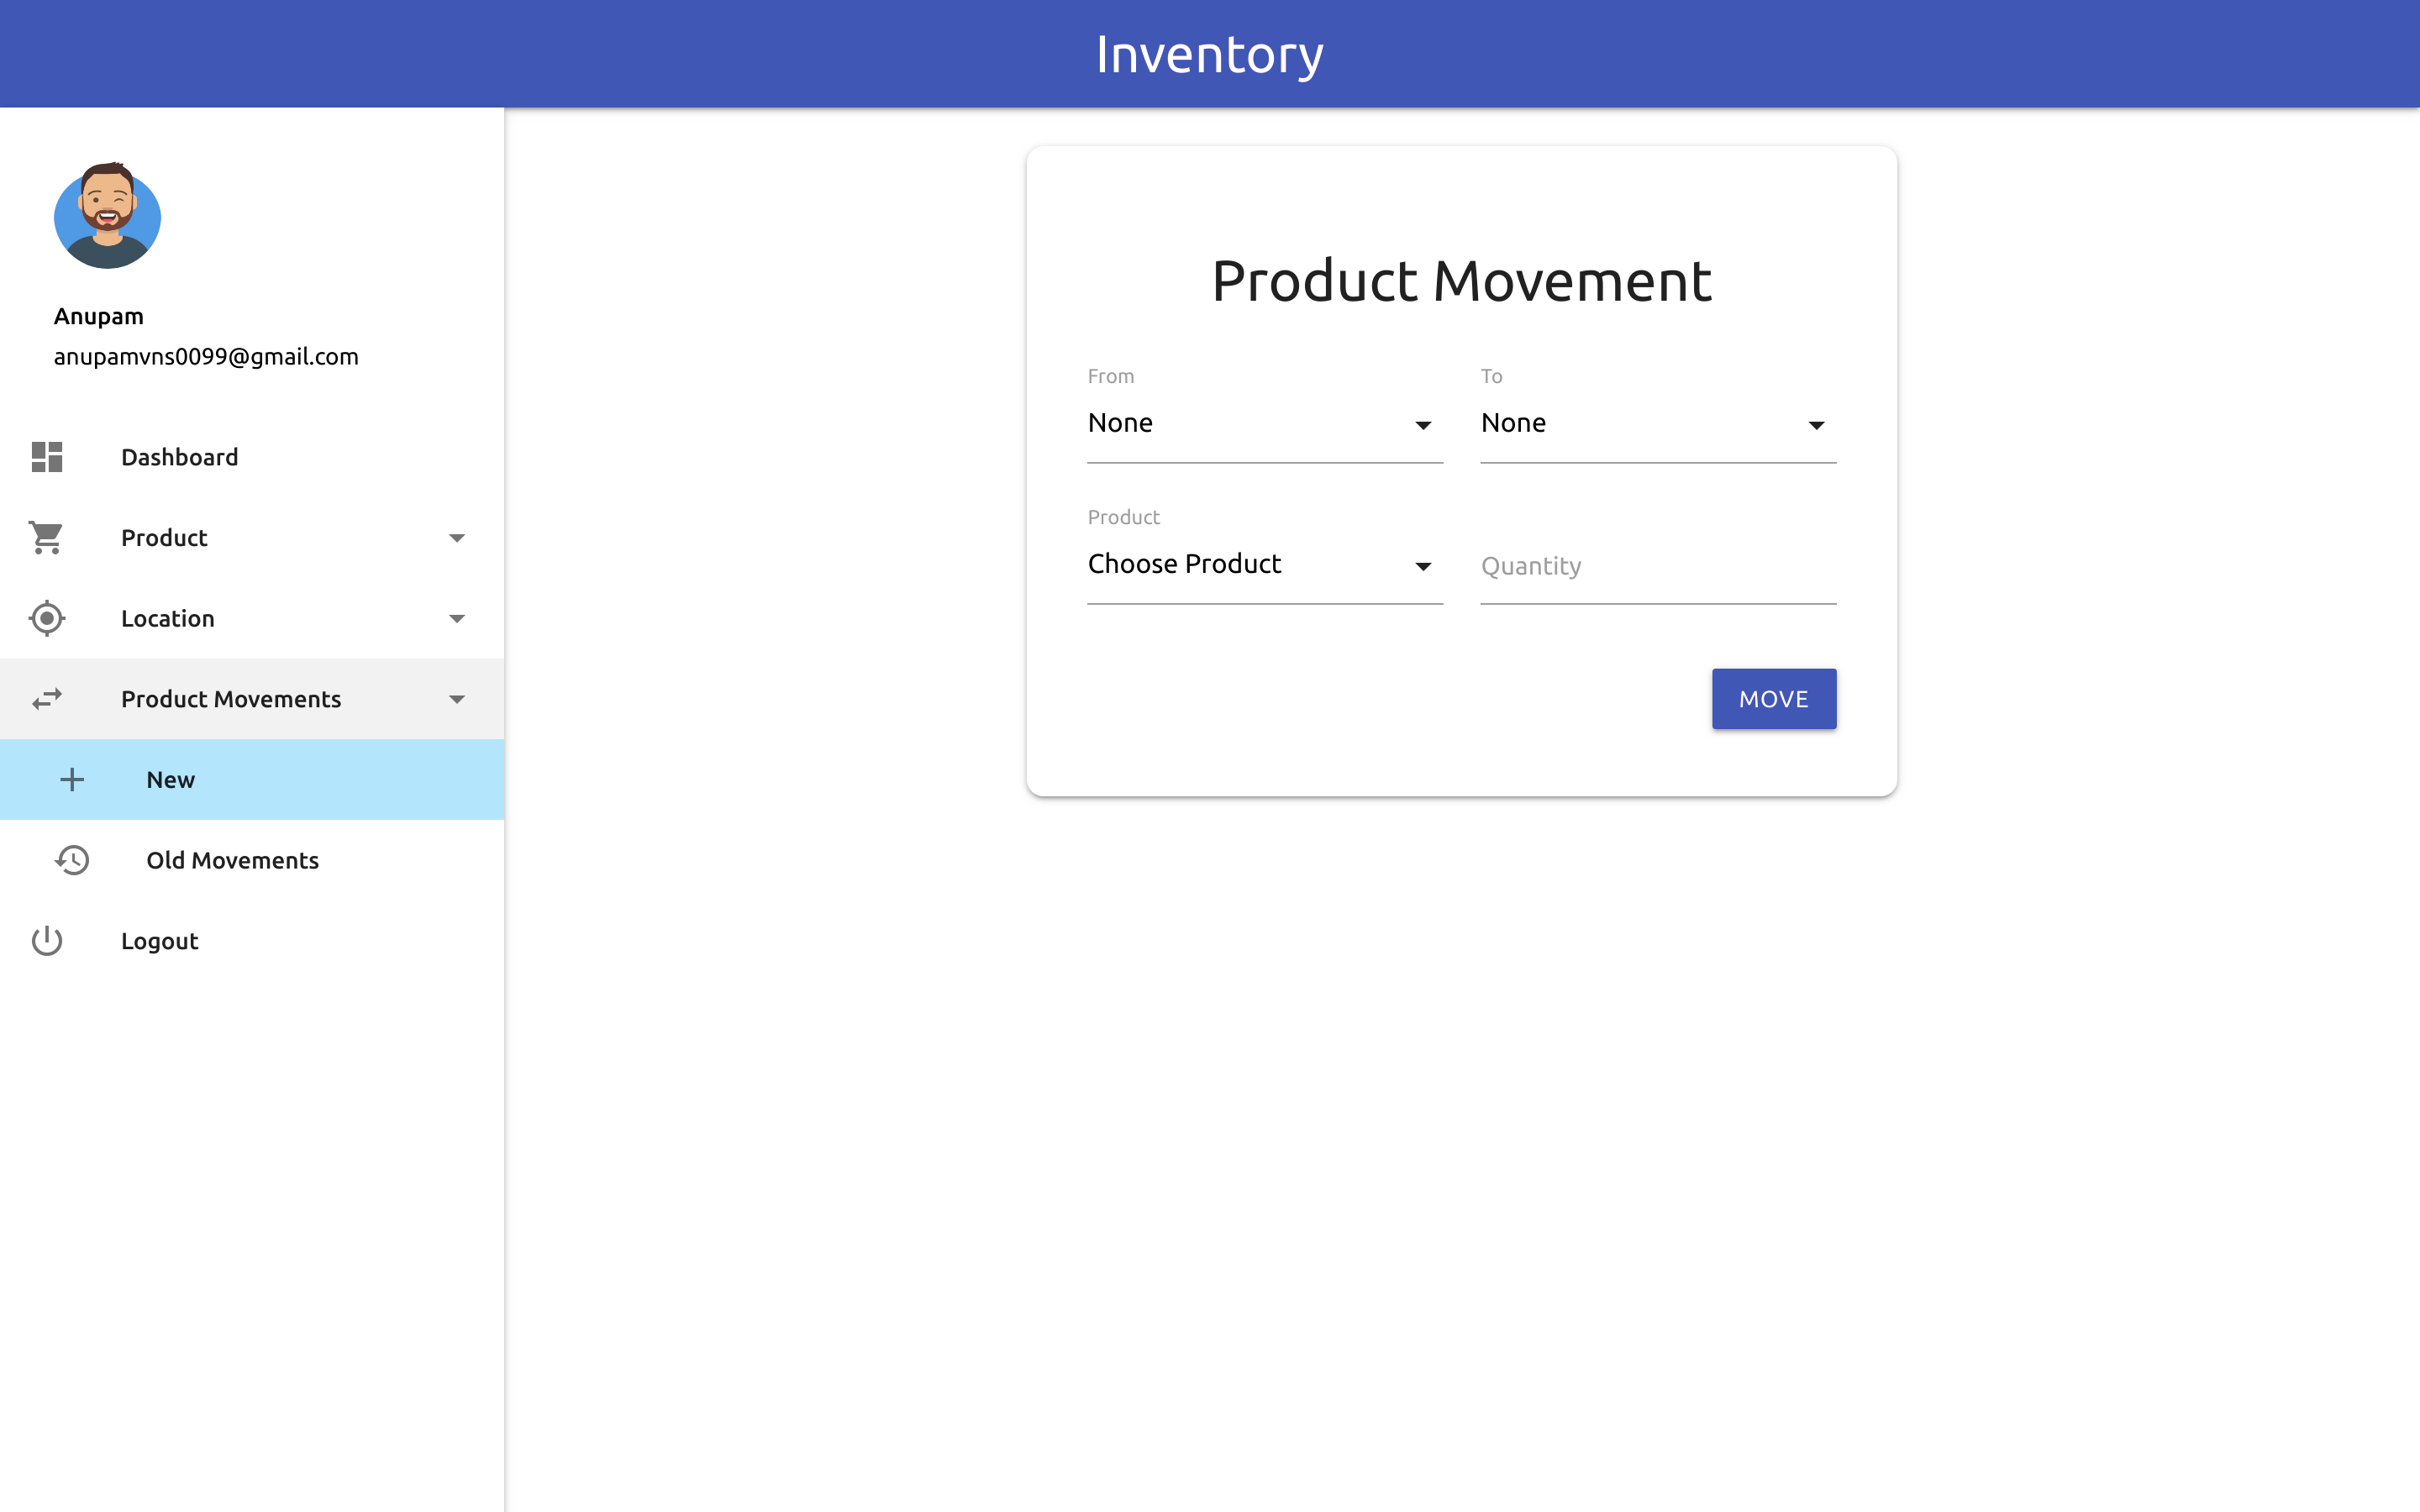 Inventory
Anupam
anupamvns0099@gmail.com
Dashboard
Product
Location
Product Movements
New
Old Movements
Logout
Product Movement
From
To
None
None
Product
Choose Product
Quantity
MOVE